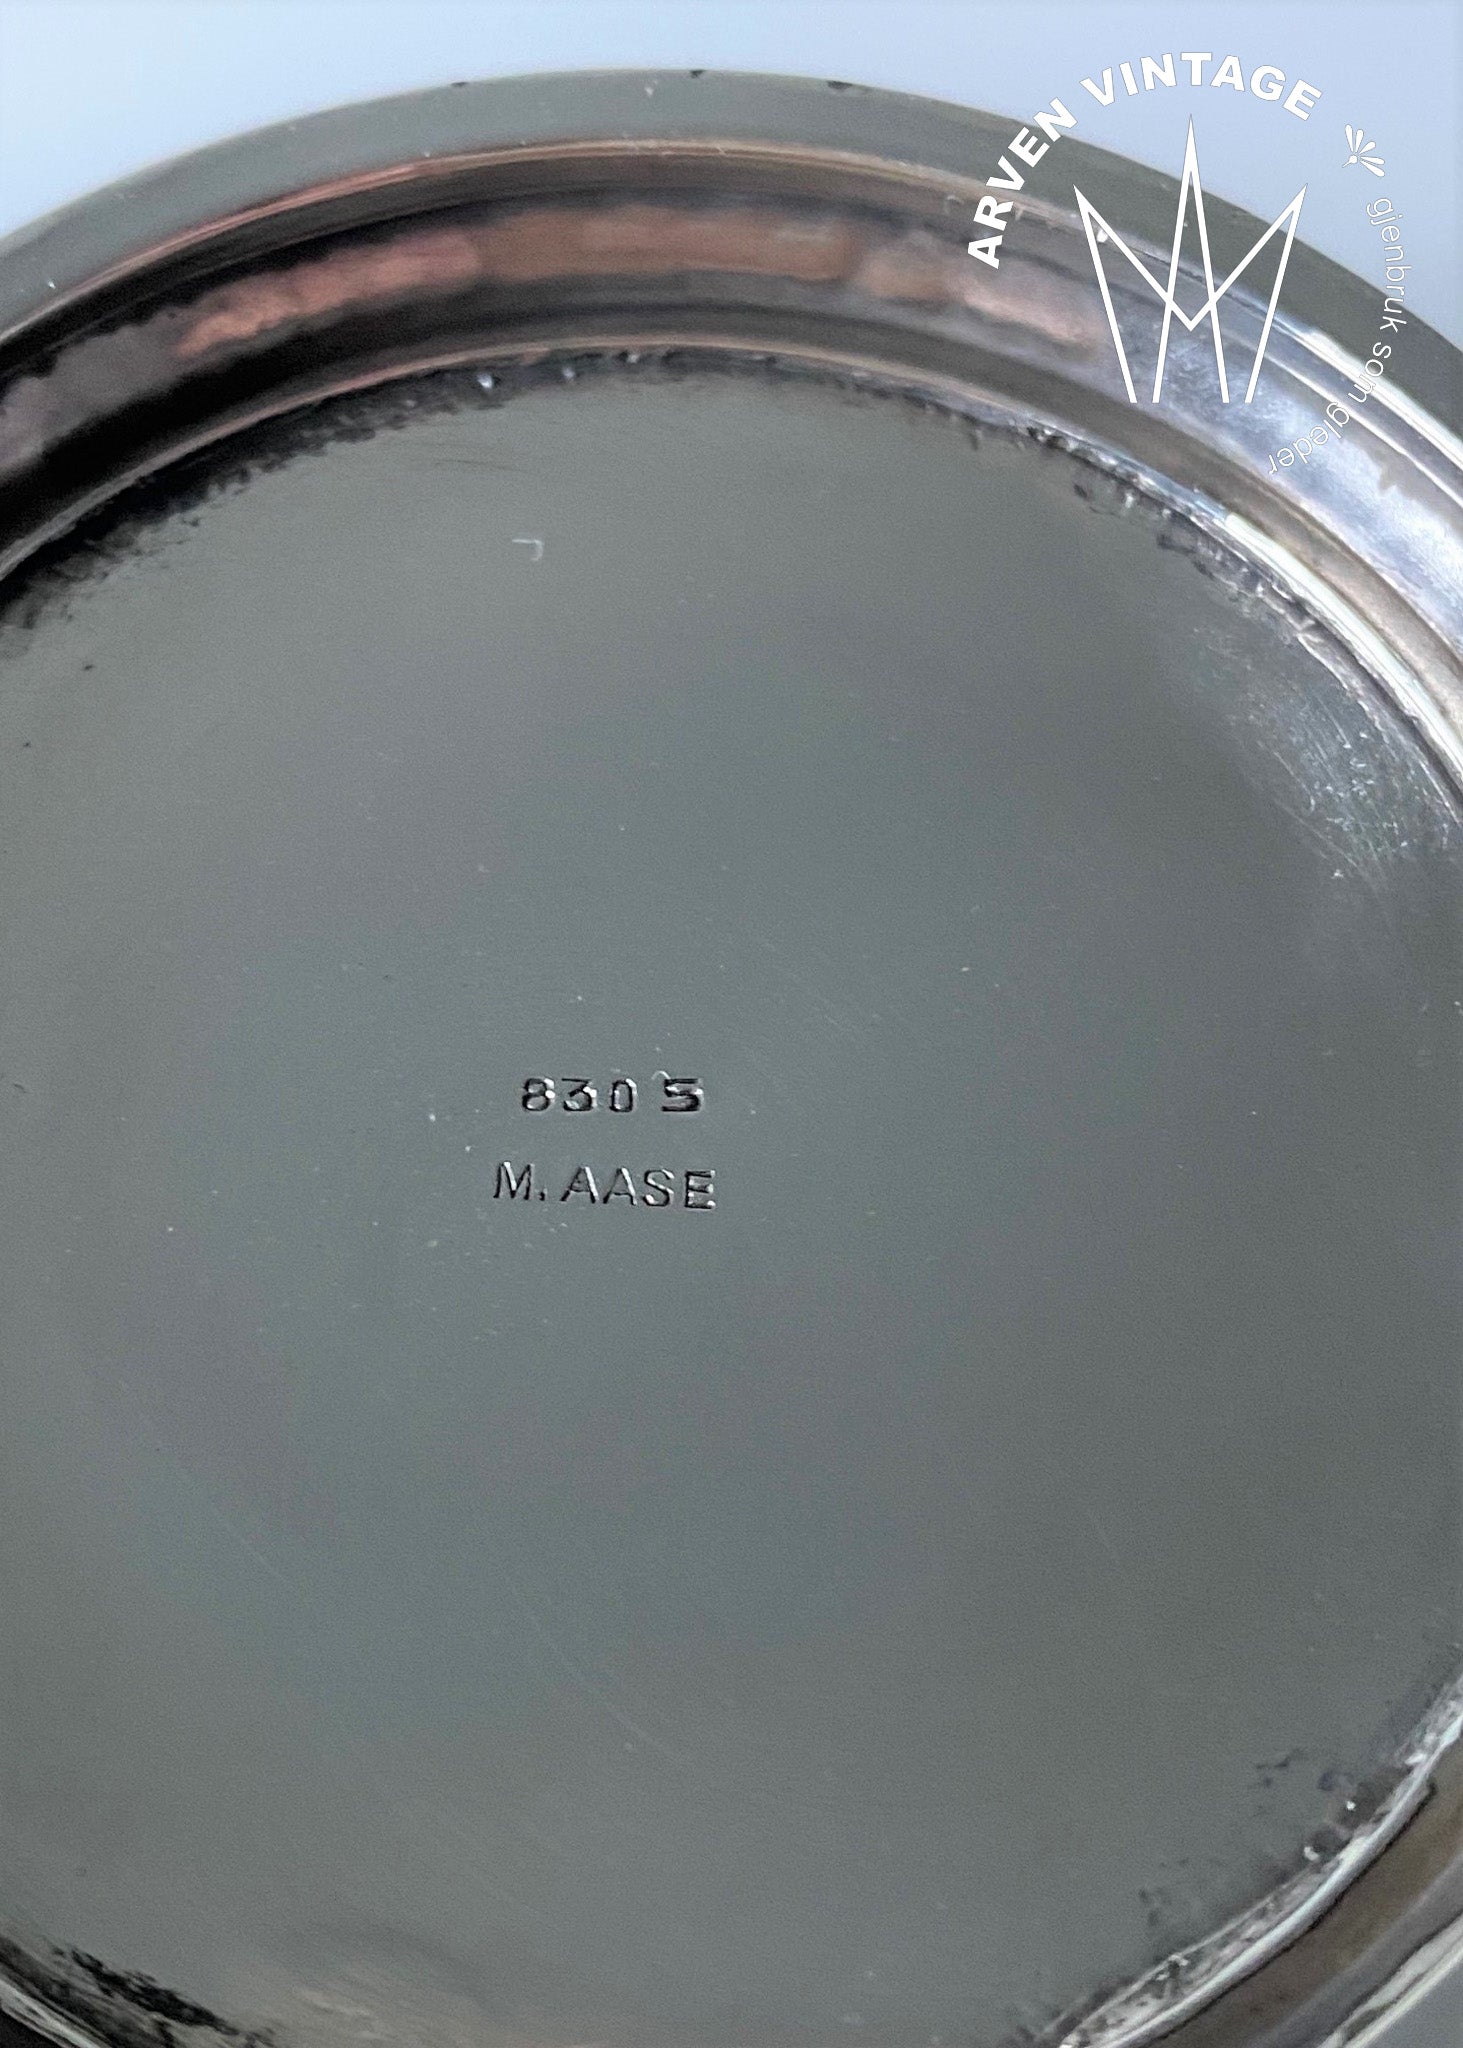 ARVEN VINTAGE
gjenbruk som gleder
830 S
M. AASE